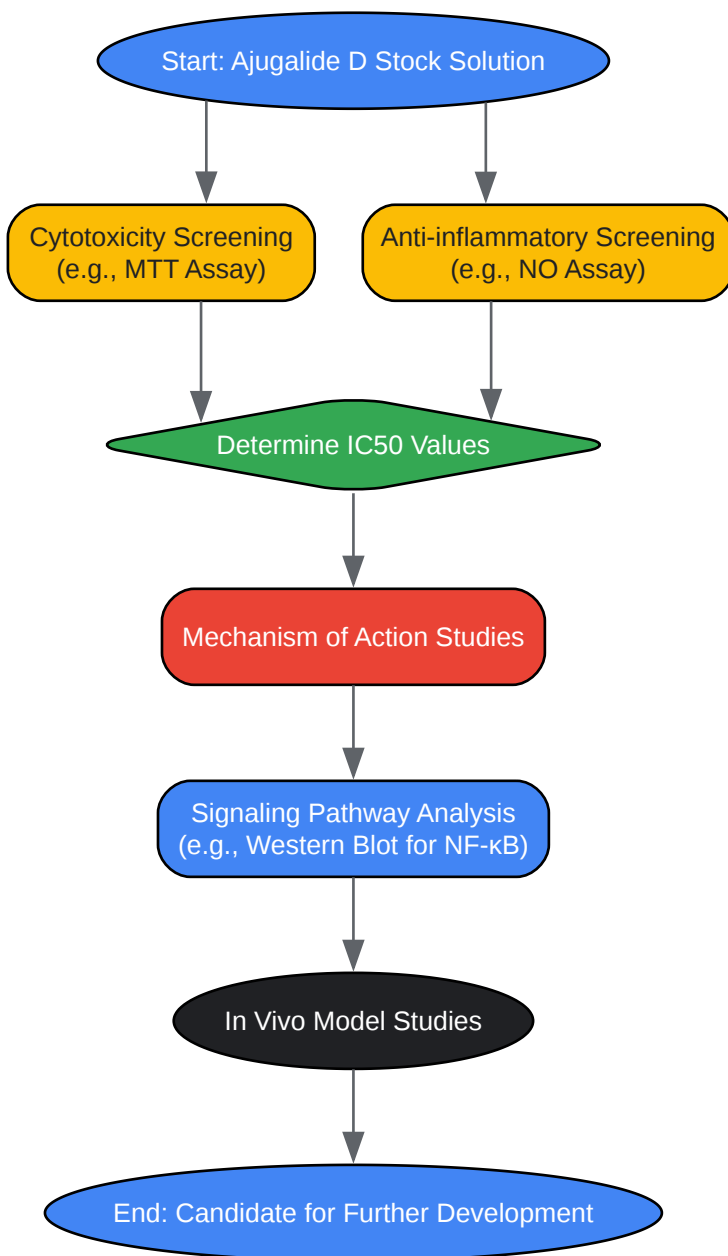 Start: Ajugalide D Stock Solution
Cytotoxicity Screening
(e.g., MTT Assay)
Anti-inflammatory Screening
(e.g., NO Assay)
Determine IC50 Values
Mechanism of Action Studies
Signaling Pathway Analysis
(e.g., Western Blot for NF-κB)
In Vivo Model Studies
End: Candidate for Further Development